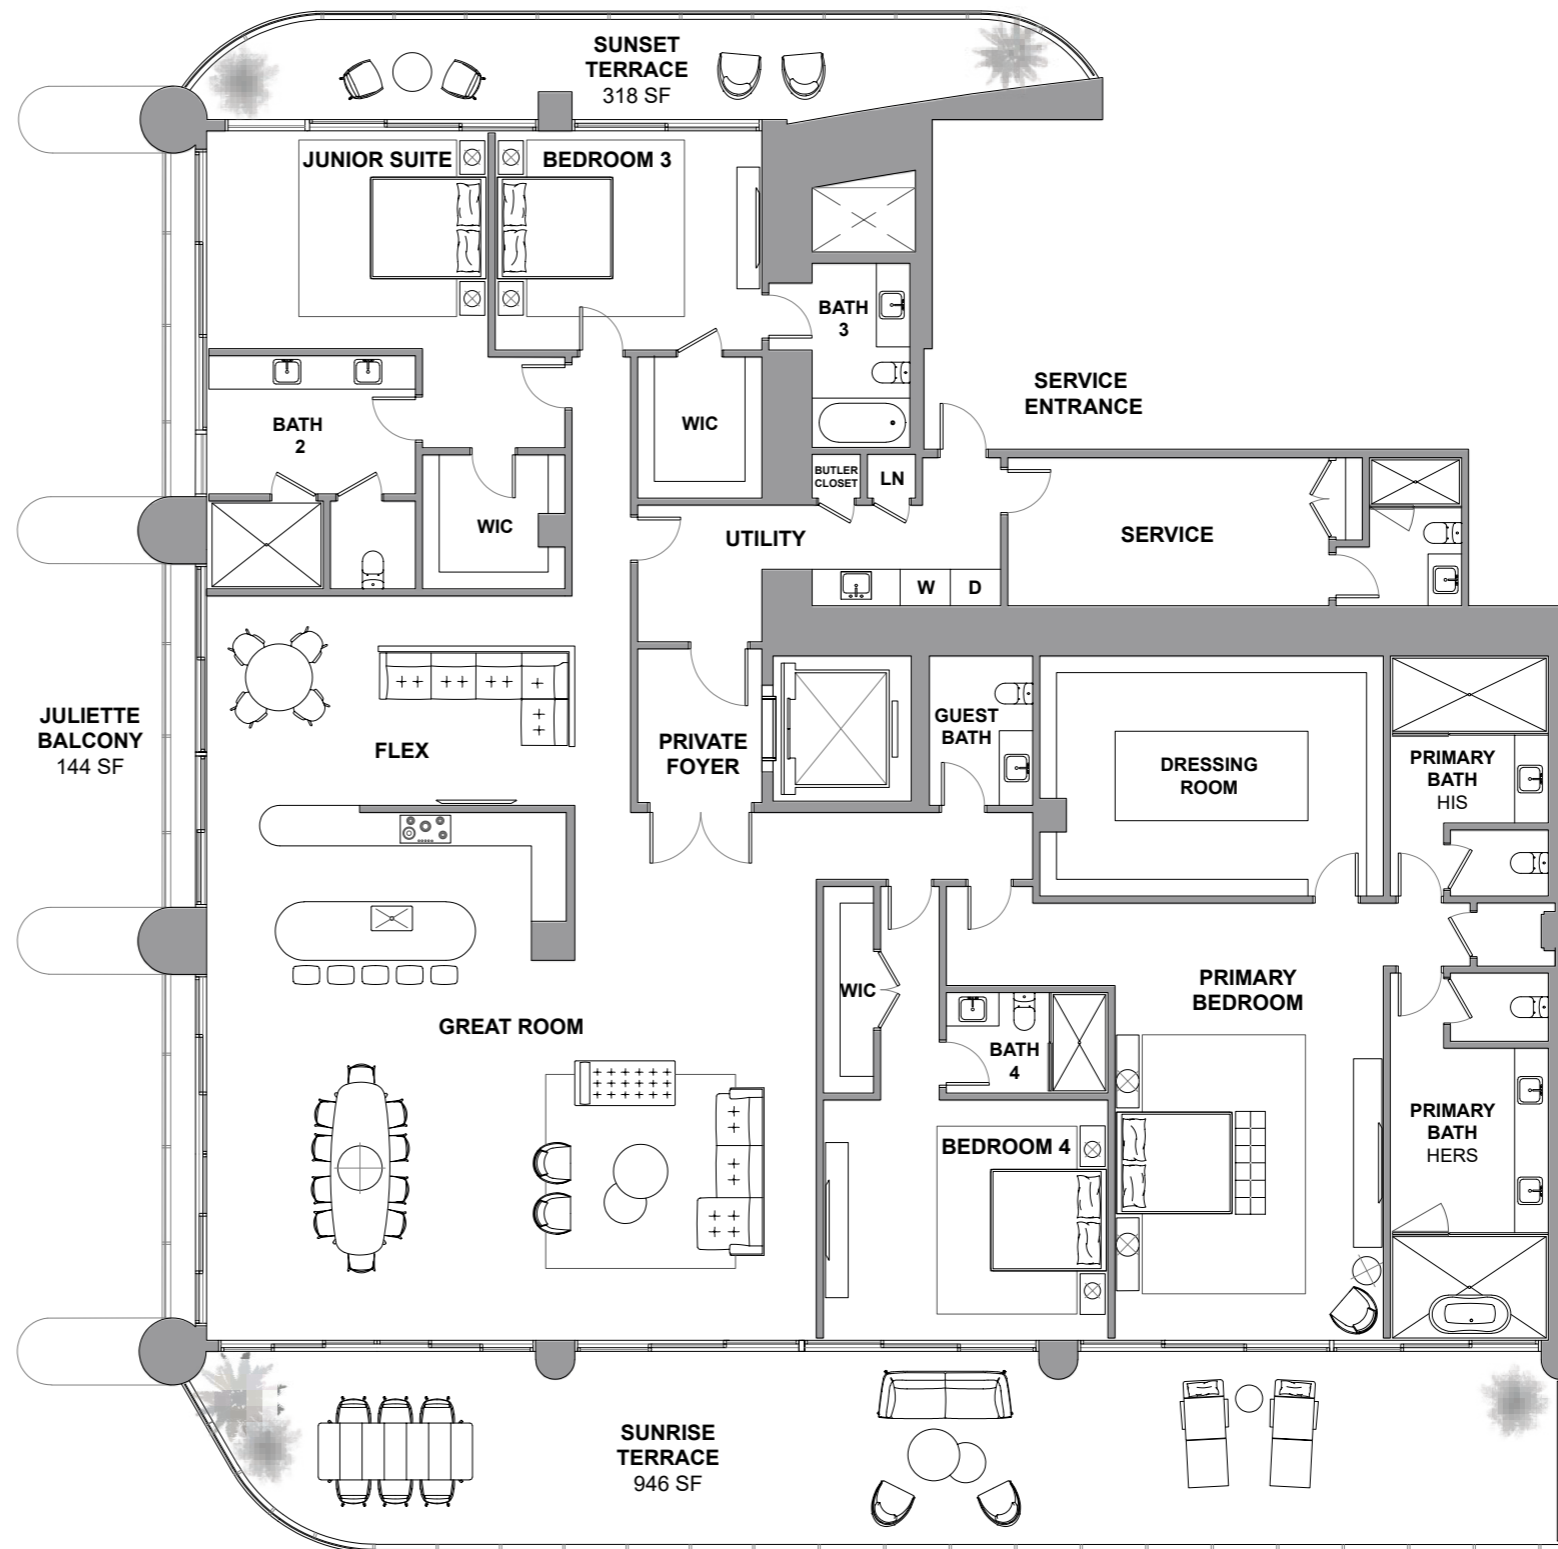 SUNSET
TERRACE
318 SF
JUNIOR SUITE
BEDROOM 3
BATH
3
SERVICE
ENTRANCE
BATH
2
WIC
WIC
BUTLER
CLOSET
LN
UTILITY
SERVICE
W
D
JULIETTE
BALCONY
144 SF
FLEX
PRIVATE
FOYER
GUEST
BATH
DRESSING
ROOM
PRIMARY
BATH
HIS
GREAT ROOM
WIC
PRIMARY
BEDROOM
BATH
4
BEDROOM 4
PRIMARY
BATH
HERS
SUNRISE
TERRACE
946 SF